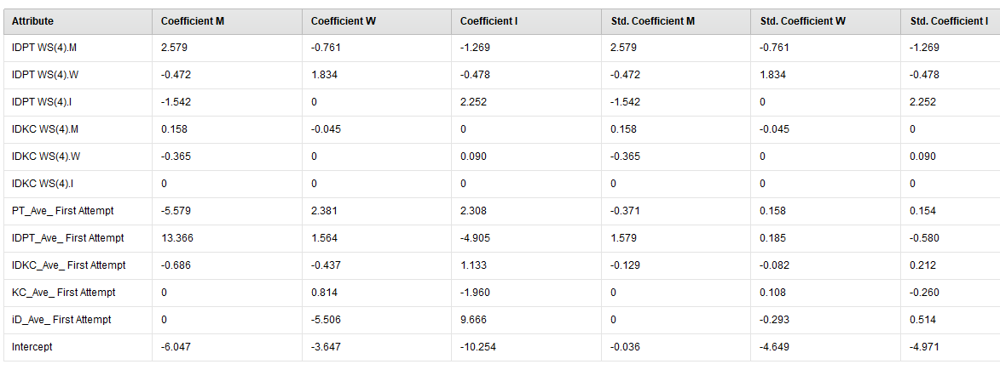 Attribute Coefficient M Coefficient W Coefficient I Std. Coefficient M Std. Coefficient W Std. Coefficient I
IDPT WS(4).M 2.579 -0.761 -1.269 2.579 -0.761 -1.269
IDPT WS(4).W -0.472 1.834 -0.478 -0.472 1.834 -0.478
IDPT WS(4).I -1.542 0 2.252 -1.542 0 2.252
IDKC WS(4).M 0.158 -0.045 0 0.158 -0.045 0
IDKC WS(4).W -0.365 0 0.090 -0.365 0 0.090
IDKC WS(4).I 0 0 0 0 0 0
PT_Ave_ First Attempt -5.579 2.381 2.308 -0.371 0.158 0.154
IDPT_Ave_ First Attempt 13.366 1.564 -4.905 1.579 0.185 -0.580
IDKC_Ave_ First Attempt -0.686 -0.437 1.133 -0.129 -0.082 0.212
KC_Ave_ First Attempt 0 0.814 -1.960 0 0.108 -0.260
iD_Ave_ First Attempt 0 -5.506 9.666 0 -0.293 0.514
Intercept -6.047 -3.647 -10.254 -0.036 -4.649 -4.971